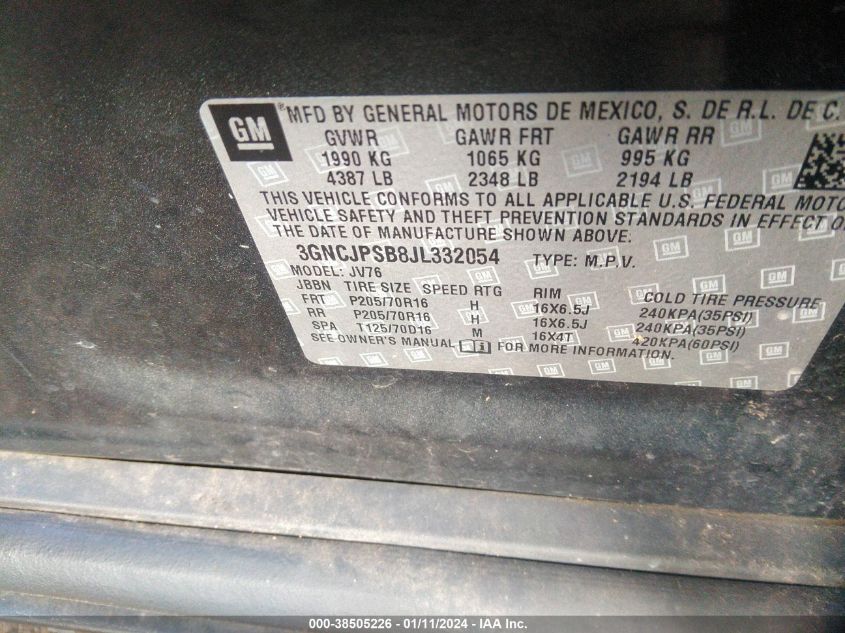 GM ® MFD BY GENERAL MOTORS DE MEXICO, S. DE R.L. DE C.
GVWR GAWR FRT GAWR RR
1990 KG 1065 KG 995 KG
4387 LB 2348 LB 2194 LB
THIS VEHICLE CONFORMS TO ALL APPLICABLE U.S. FEDERAL MOTO
VEHICLE SAFETY AND THEFT PREVENTION STANDARDS IN EFFECT O
THE DATE OF MANUFACTURE SHOWN ABOVE.
3GNCJPSB8JL332054 TYPE: M.P.V.
MODEL: JV76
JBBN TIRE SIZE SPEED RTG RIM COLD TIRE PRESSURE
FRT P205/70R16 H 16X6.5J 240KPA(35PSI)
RR P205/70R16 H 16X6.5J 240KPA(35PSI)
SPA T125/70D16 M 16X4T 420KPA(60PSI)
SEE OWNER'S MANUAL FOR MORE INFORMATION.
000-38505226 - 01/11/2024 - IAA Inc.